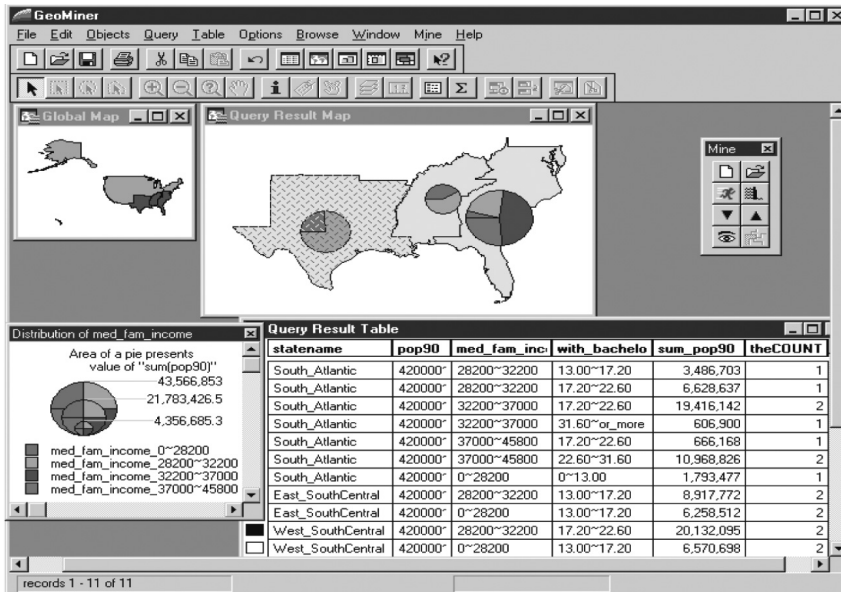 GeoMiner
File Edit Objects Query Table Options Browse Window Mine Help
Global Map
Query Result Map
Mine
Distribution of med_fam_income
Area of a pie presents
value of "sum(pop90)"
43,566,853
21,783,426.5
4,356,685.3
med_fam_income_0~28200
med_fam_income_28200~32200
med_fam_income_32200~37000
med_fam_income_37000~45800
Query Result Table
statename pop90 med_fam_inc with_bachelo sum_pop90 theCOUNT
South_Atlantic 420000~ 28200~32200 13.00~17.20 3,486,703 1
South_Atlantic 420000~ 28200~32200 17.20~22.60 6,628,637 1
South_Atlantic 420000~ 32200~37000 17.20~22.60 19,416,142 2
South_Atlantic 420000~ 32200~37000 31.60~or_more 606,900 1
South_Atlantic 420000~ 37000~45800 17.20~22.60 666,168 1
South_Atlantic 420000~ 37000~45800 22.60~31.60 10,968,826 2
South_Atlantic 420000~ 0~28200 0~13.00 1,793,477 1
East_SouthCentral 420000~ 28200~32200 13.00~17.20 8,917,772 2
East_SouthCentral 420000~ 0~28200 13.00~17.20 6,258,512 2
West_SouthCentral 420000~ 28200~32200 17.20~22.60 20,132,095 2
West_SouthCentral 420000~ 0~28200 13.00~17.20 6,570,698 2
records 1 - 11 of 11